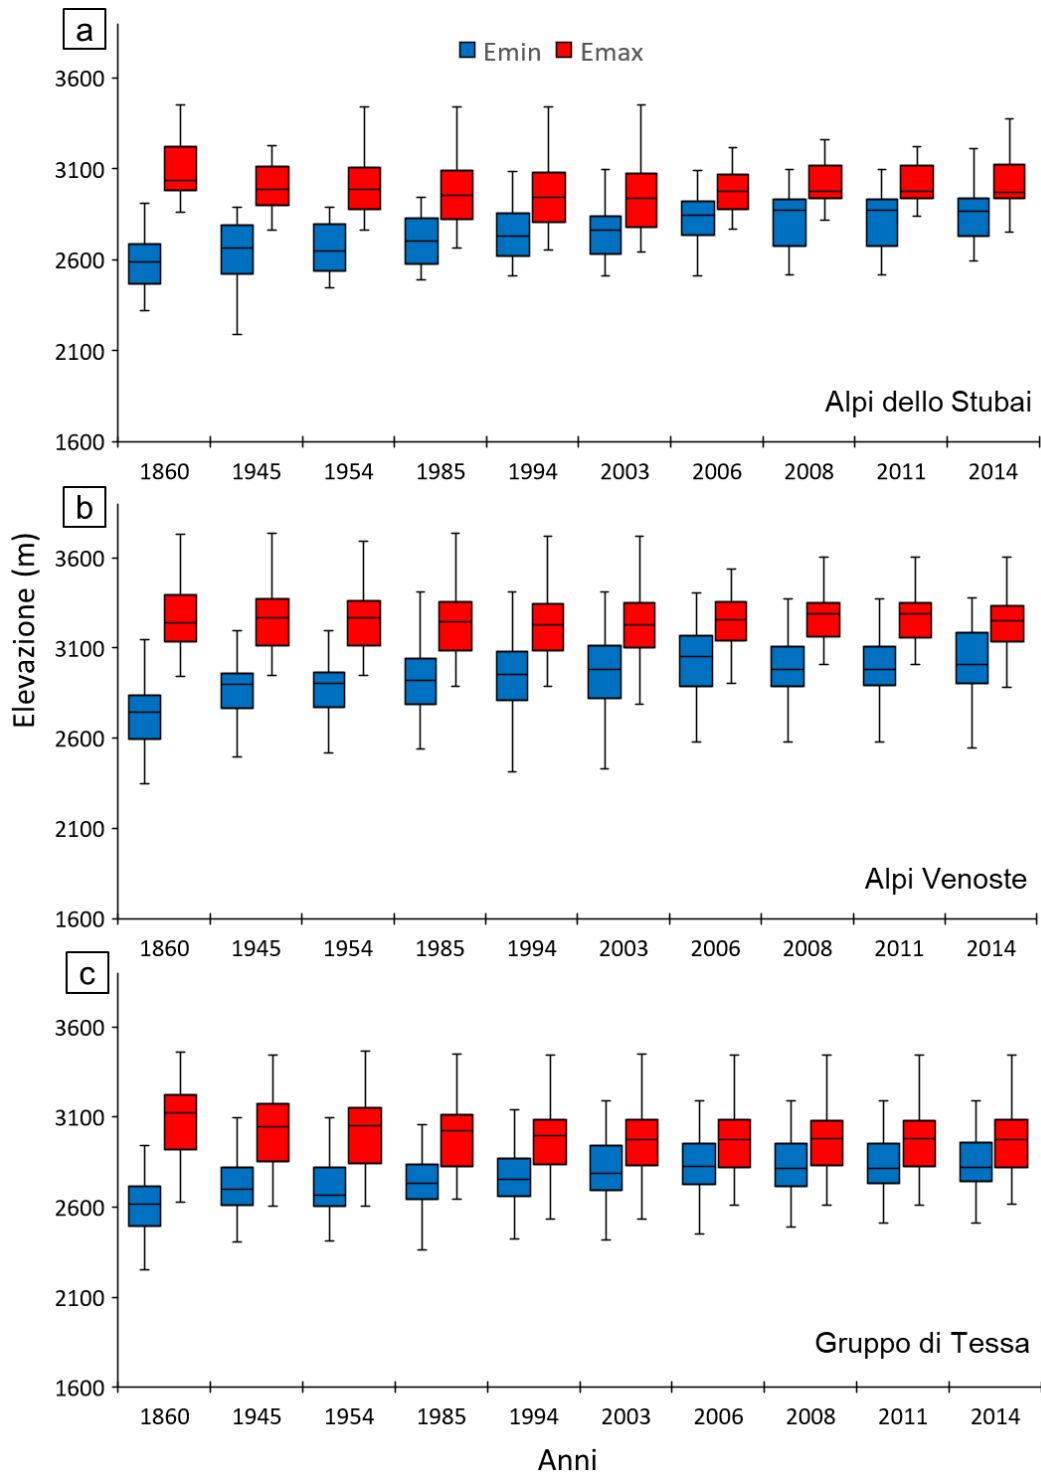 a
Emin Emax
3600
3100
2600
2100
1600
Alpi dello Stubai
1860 1945 1954 1985 1994 2003 2006 2008 2011 2014
b
Elevazione (m)
3600
3100
2600
2100
1600
Alpi Venoste
1860 1945 1954 1985 1994 2003 2006 2008 2011 2014
c
3600
3100
2600
2100
1600
Gruppo di Tessa
1860 1945 1954 1985 1994 2003 2006 2008 2011 2014
Anni